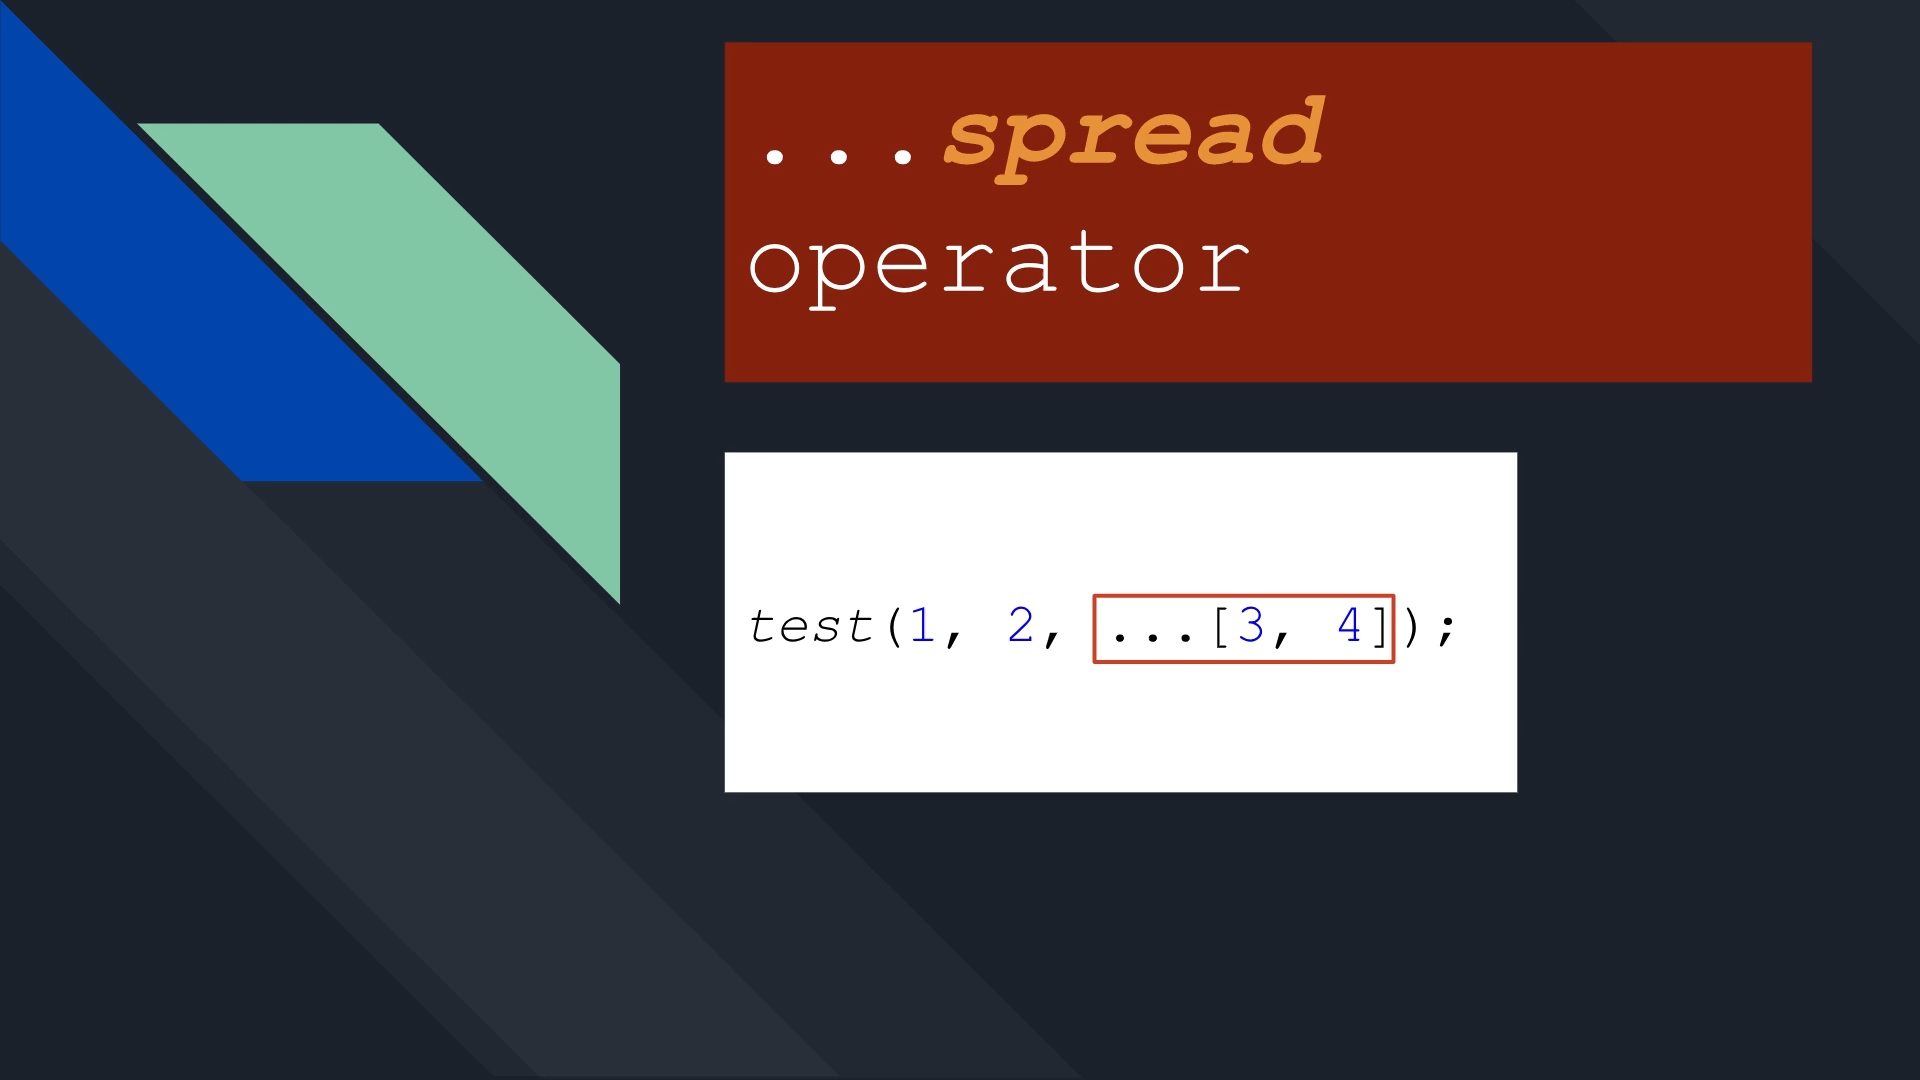 ...spread
operator
test(1, 2, ...[3, 4]);